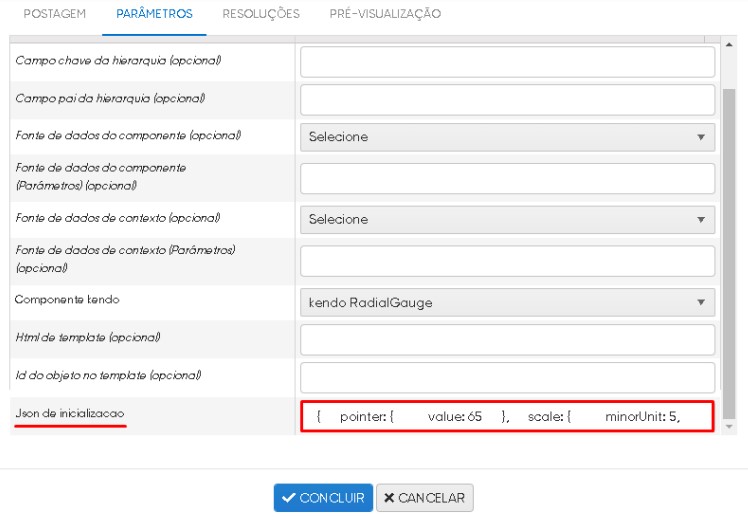 POSTAGEM PARÂMETROS RESOLUÇÕES PRÉ-VISUALIZAÇÃO
Campo chave da hierarquia (opcional)
Campo pai da hierarquia (opcional)
Fonte de dados do componente (opcional) Selecione
Fonte de dados do componente
(Parâmetros) (opcional)
Fonte de dados de contexto (opcional) Selecione
Fonte de dados de contexto (Parâmetros)
(opcional)
Componente kendo kendo RadialGauge
Html de template (opcional)
Id do objeto no template (opcional)
Json de inicializacao { pointer: { value: 65 }, scale: { minorUnit: 5,
CONCLUIR CANCELAR